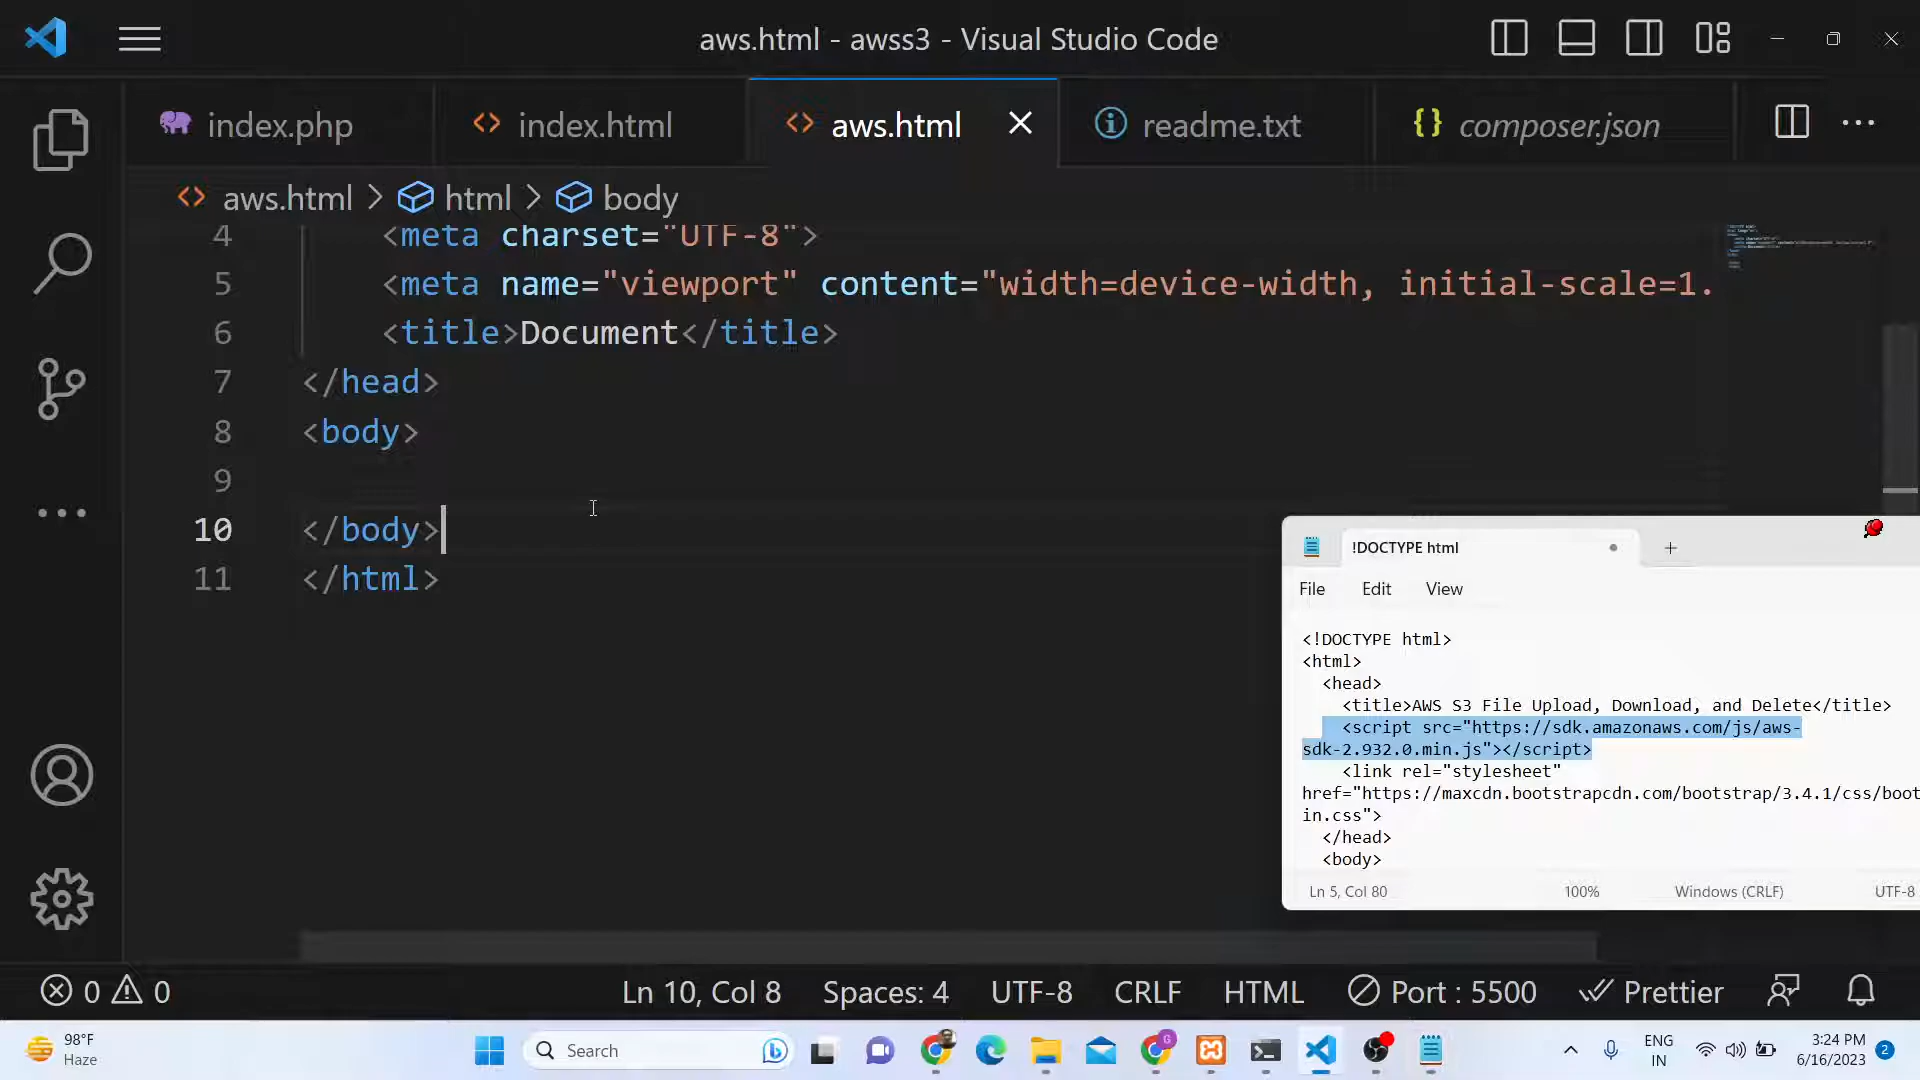 aws.html - awss3 - Visual Studio Code
index.php
index.html
aws.html
readme.txt
composer.json
aws.html > html > body
4 <meta charset="UTF-8">
5 <meta name="viewport" content="width=device-width, initial-scale=1.
6 <title>Document</title>
7 </head>
8 <body>
9
10 </body>
11 </html>
!DOCTYPE html
File Edit View
<!DOCTYPE html>
<html>
<head>
<title>AWS S3 File Upload, Download, and Delete</title>
<script src="https://sdk.amazonaws.com/js/aws-
sdk-2.932.0.min.js"></script>
<link rel="stylesheet"
href="https://maxcdn.bootstrapcdn.com/bootstrap/3.4.1/css/boot
in.css">
</head>
<body>
Ln 5, Col 80 100% Windows (CRLF) UTF-8
0 0 Ln 10, Col 8 Spaces: 4 UTF-8 CRLF HTML Port : 5500 Prettier
98°F
Haze
Search
ENG
IN
3:24 PM
6/16/2023
2